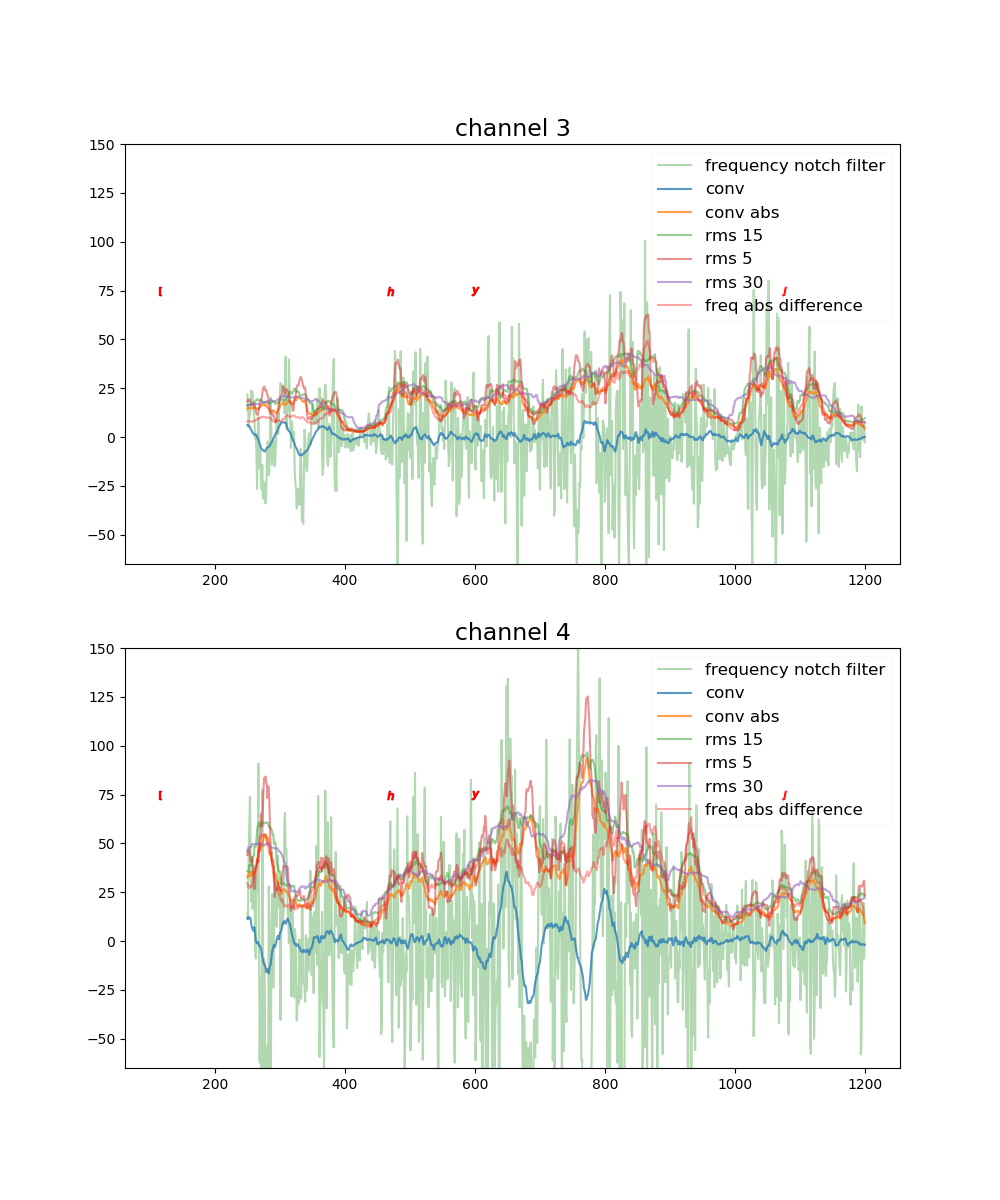 channel 3
150
125
100
75
50
25
0
−25
−50
frequency notch filter
conv
conv abs
rms 15
rms 5
rms 30
freq abs difference
h
y
200 400 600 800 1000 1200
channel 4
150
125
100
75
50
25
0
−25
−50
frequency notch filter
conv
conv abs
rms 15
rms 5
rms 30
freq abs difference
h
y
200 400 600 800 1000 1200